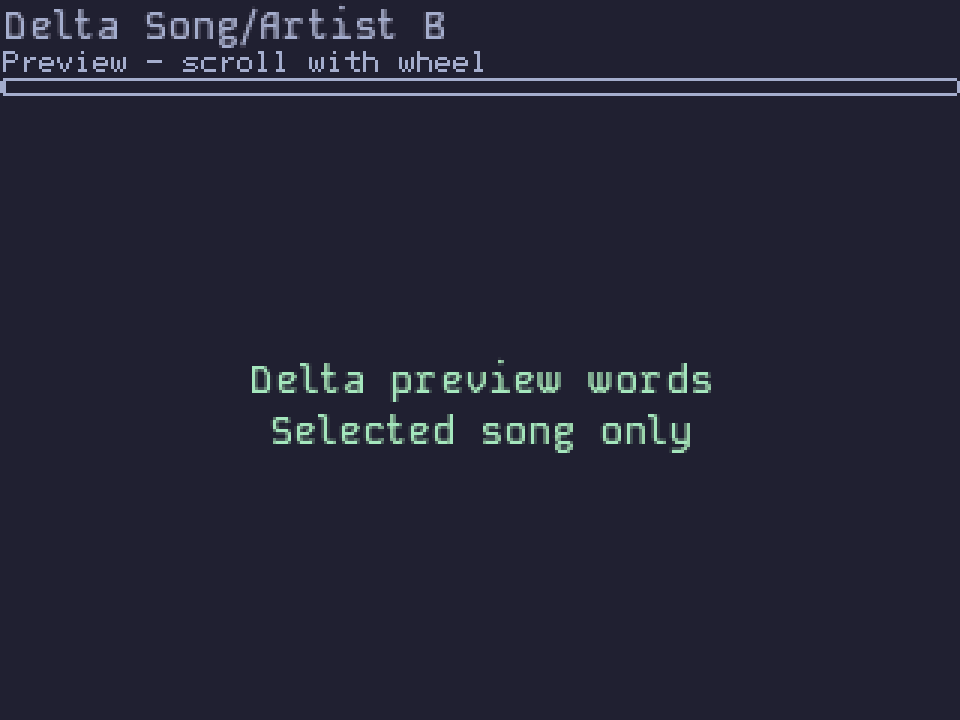 Delta Song/Artist B
Preview - scroll with wheel
Delta preview words
Selected song only